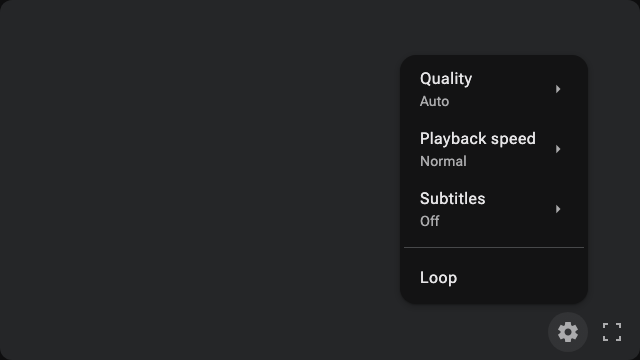 Quality
Auto
Playback speed
Normal
Subtitles
Off
Loop